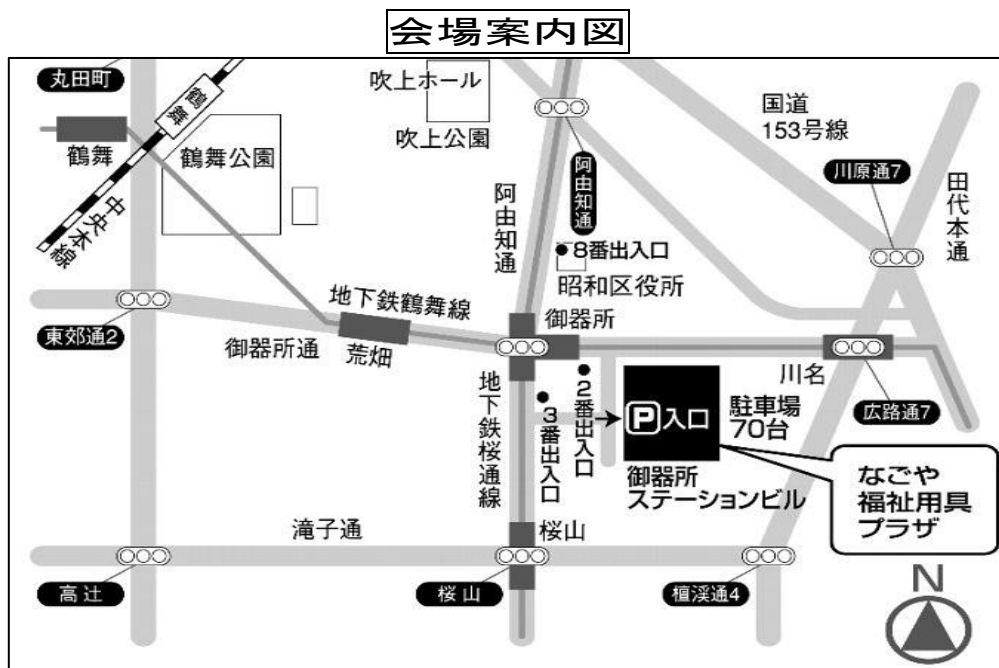 会場案内図
丸田町
鶴舞
鶴舞
鶴舞公園
中央本線
吹上ホール
吹上公園
国道
153号線
阿由知通
阿由知通
川原通7
田代本通
8番出入口
昭和区役所
地下鉄鶴舞線
御器所
東郊通2
御器所通
荒畑
川名
広路通7
地下鉄桜通線
3番出入口
2番出入口
P入口
駐車場
70台
御器所
ステーションビル
なごや
福祉用具
プラザ
滝子通
桜山
高辻
桜山
檀渓通4
N